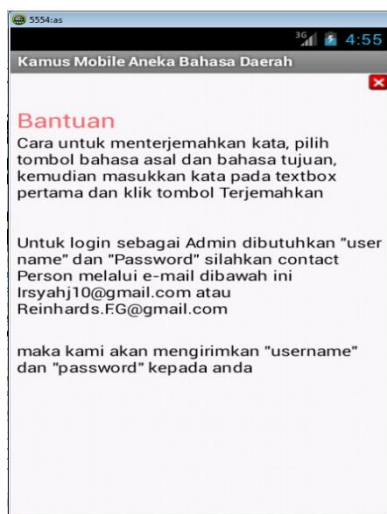 5554:as
3G 4:55
Kamus Mobile Aneka Bahasa Daerah
Bantuan
Cara untuk menterjemahkan kata, pilih
tombol bahasa asal dan bahasa tujuan,
kemudian masukkan kata pada textbox
pertama dan klik tombol Terjemahkan
Untuk login sebagai Admin dibutuhkan "user
name" dan "Password" silahkan contact
Person melalui e-mail dibawah ini
Irsyahj10@gmail.com atau
Reinhards.F.G@gmail.com
maka kami akan mengirimkan "username"
dan "password" kepada anda